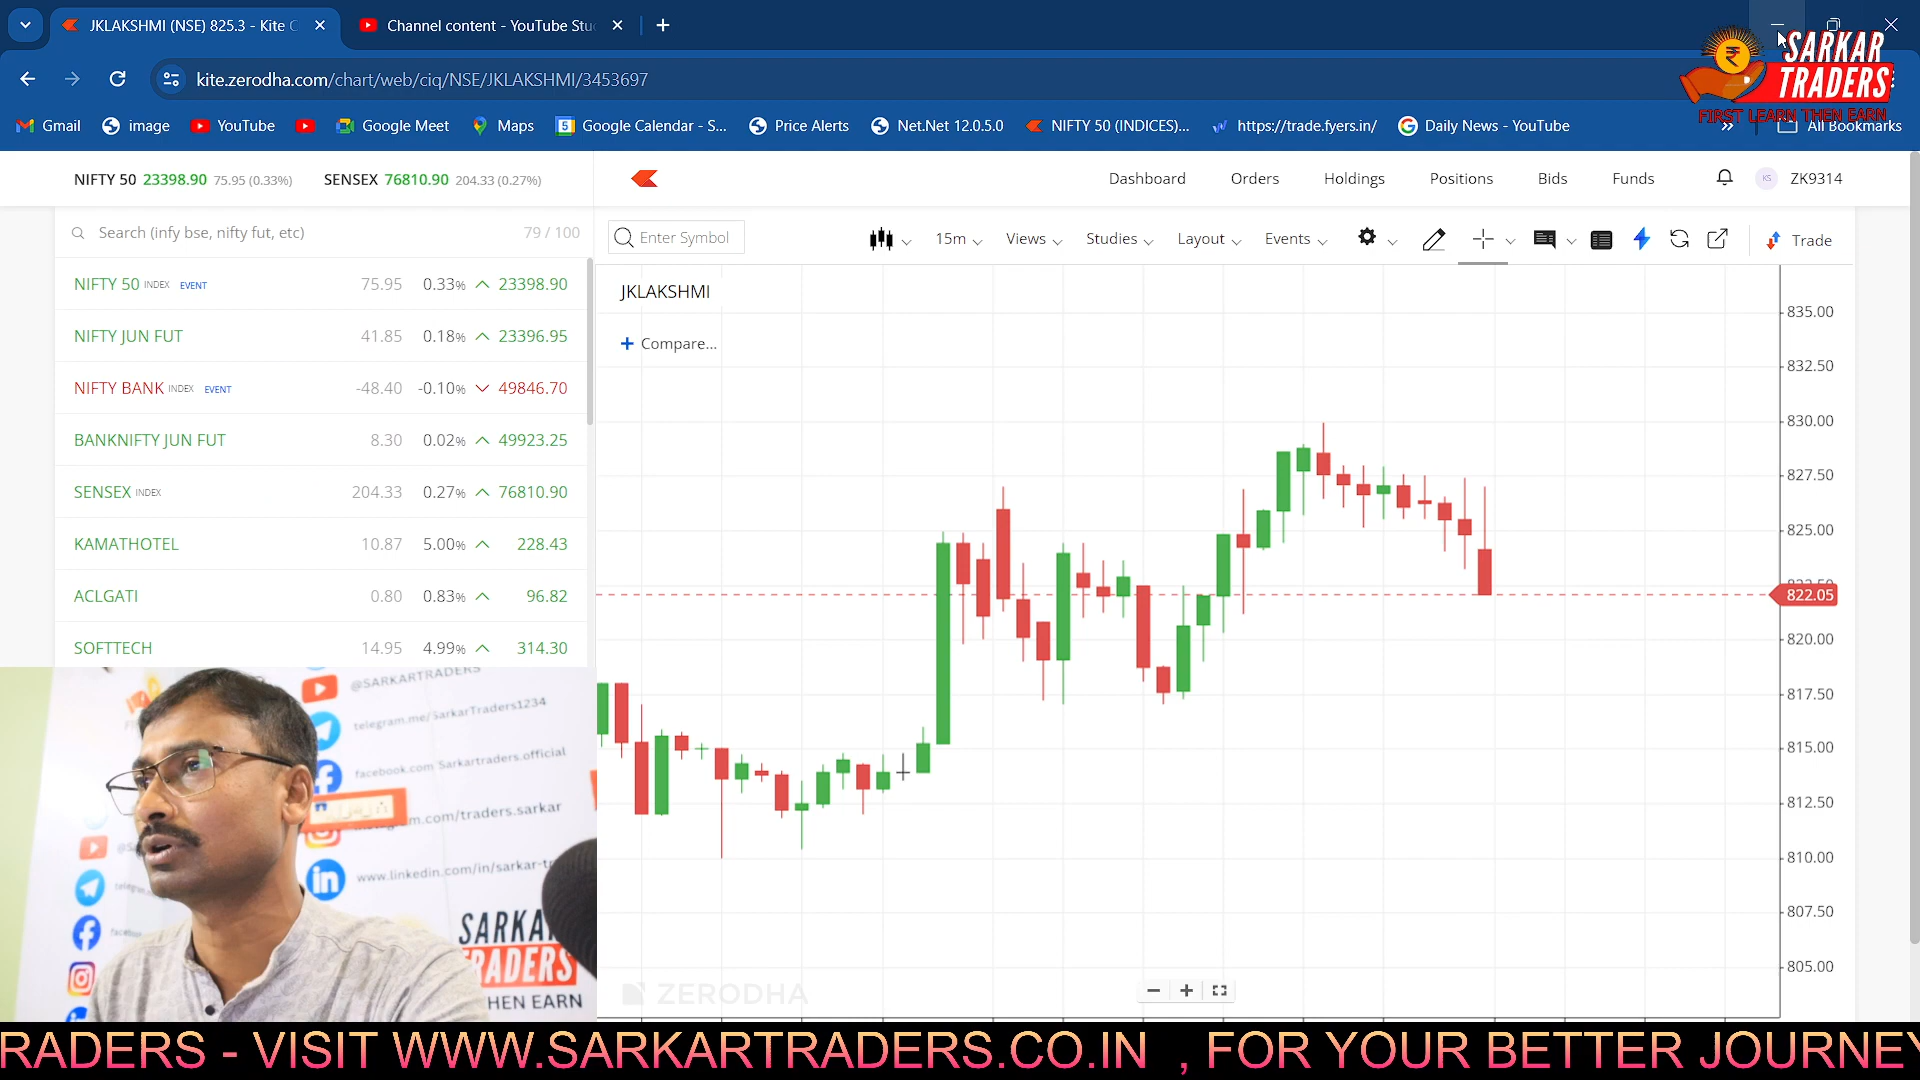 JKLAKSHMI (NSE) 825.3 - Kite C
Channel content - YouTube Stu
SARKAR
TRADERS
FIRST LEARN THEN EARN
kite.zerodha.com/chart/web/ciq/NSE/JKLAKSHMI/3453697
Gmail image YouTube Google Meet Maps 5 Google Calendar - S... Price Alerts Net.Net 12.0.5.0 NIFTY 50 (INDICES)... https://trade.fyers.in/ Daily News - YouTube » All Bookmarks
NIFTY 50 23398.90 75.95 (0.33%) SENSEX 76810.90 204.33 (0.27%)
Dashboard Orders Holdings Positions Bids Funds KS ZK9314
Search (infy bse, nifty fut, etc) 79 / 100
Enter Symbol 15m Views Studies Layout Events Trade
NIFTY 50 INDEX EVENT 75.95 0.33% 23398.90
NIFTY JUN FUT 41.85 0.18% 23396.95
NIFTY BANK INDEX EVENT -48.40 -0.10% 49846.70
BANKNIFTY JUN FUT 8.30 0.02% 49923.25
SENSEX INDEX 204.33 0.27% 76810.90
KAMATHOTEL 10.87 5.00% 228.43
ACLGATI 0.80 0.83% 96.82
SOFTTECH 14.95 4.99% 314.30
JKLAKSHMI
+ Compare...
835.00
832.50
830.00
827.50
825.00
822.05
820.00
817.50
815.00
812.50
810.00
807.50
805.00
ZERODHA
@SARKARTRADERS
telegram.me/SarkarTraders1234
facebook.com Sarkartraders.official
m.com/traders.sarkar
www.linkedin.com/in/sarkar-tr
in
SARKA
TRADERS
THEN EARN
RADERS - VISIT WWW.SARKARTRADERS.CO.IN , FOR YOUR BETTER JOURNEY